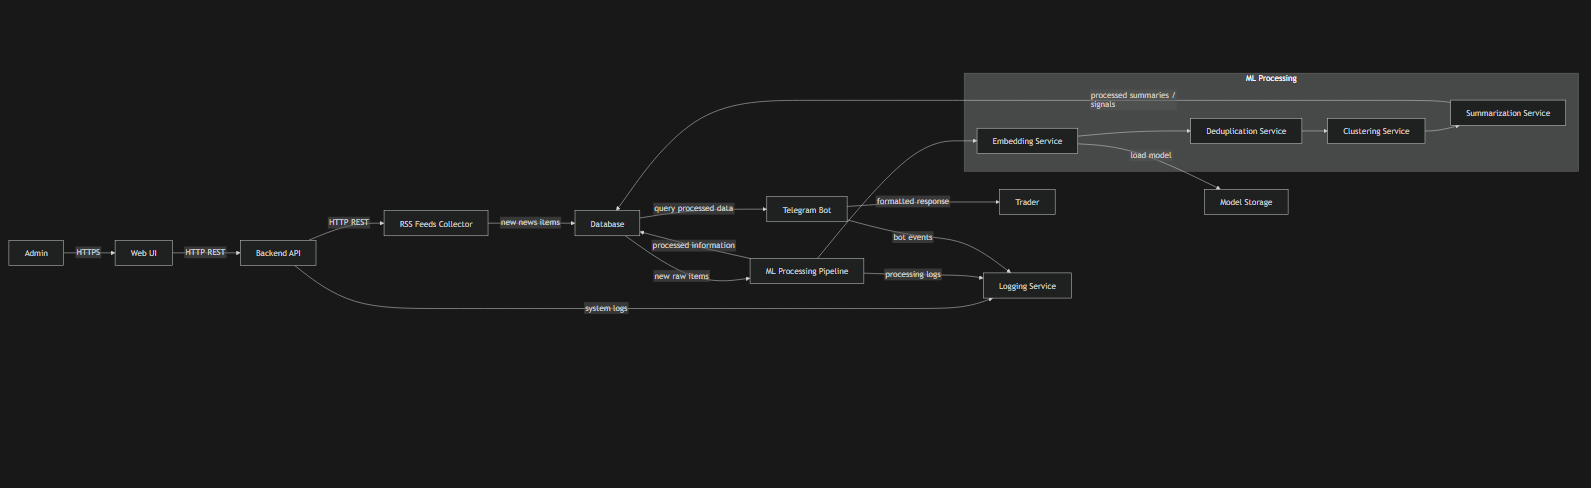 ML Processing
processed summaries /
signals
Summarization Service
Deduplication Service
Clustering Service
Embedding Service
load model
Model Storage
Trader
formatted response
Telegram Bot
query processed data
Database
new news items
RSS Feeds Collector
HTTP REST
Admin
HTTPS
Web UI
HTTP REST
Backend API
processed information
new raw items
ML Processing Pipeline
bot events
processing logs
Logging Service
system logs